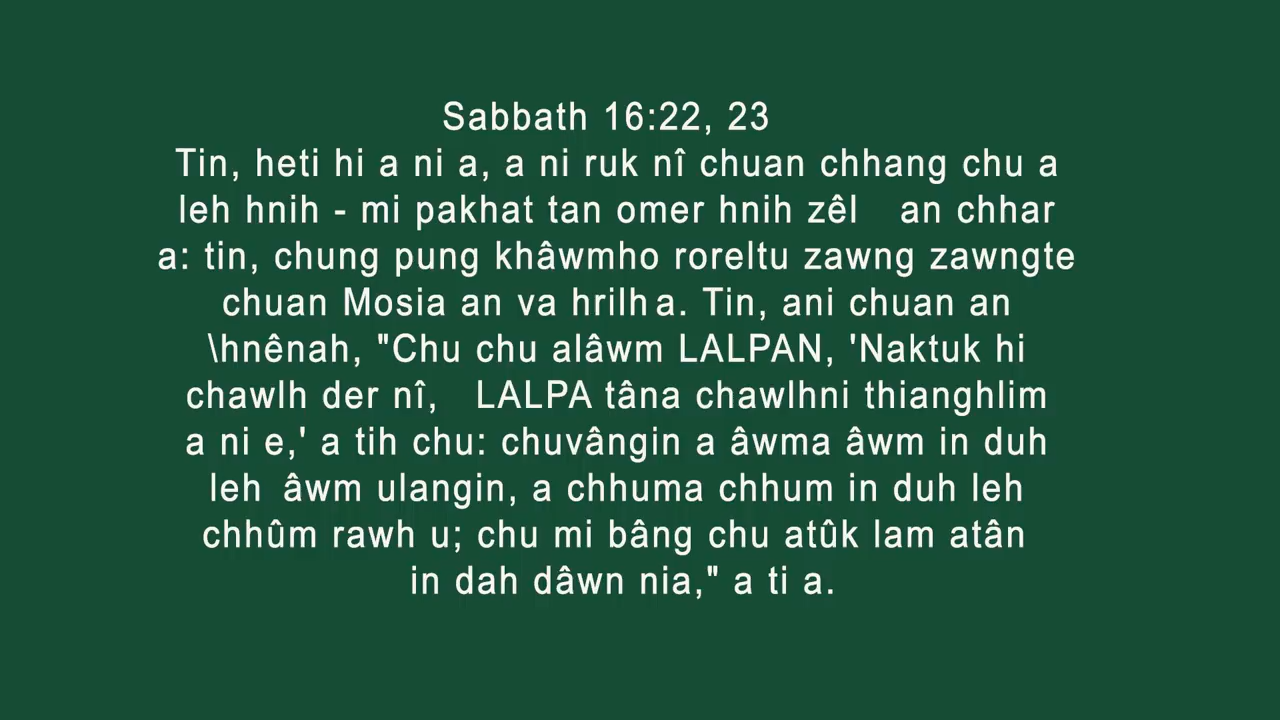 Sabbath 16:22, 23
Tin, heti hi a ni a, a ni ruk nî chuan chhang chu a
leh hnih - mi pakhat tan omer hnih zêl an chhar
a: tin, chung pung khâwmho roreltu zawng zawngte
chuan Mosia an va hrilh a. Tin, ani chuan an
\hnênah, "Chu chu alâwm LALPAN, 'Naktuk hi
chawlh der nî, LALPA tâna chawlhni thianghlim
a ni e,' a tih chu: chuvângin a âwma âwm in duh
leh âwm ulangin, a chhuma chhum in duh leh
chhûm rawh u; chu mi bâng chu atûk lam atân
in dah dâwn nia," a ti a.